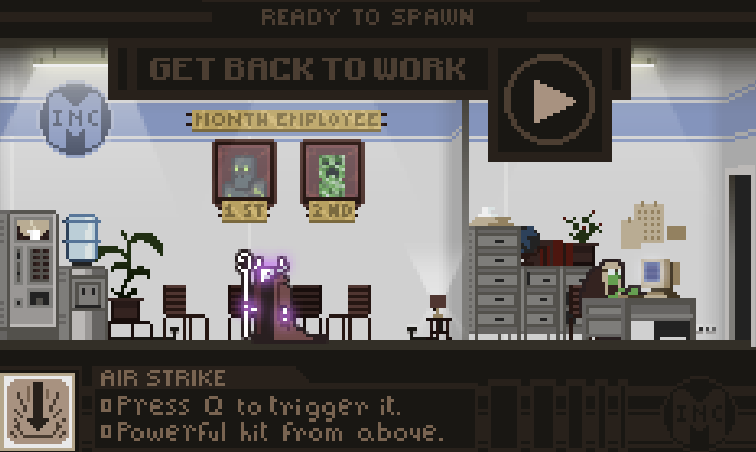 READY TO SPAWN
GET BACK TO WORK
INC
MONTH EMPLOYEE
1 ST
2 ND
AIR STRIKE
Press Q to trigger it.
Powerful hit from above.
INC